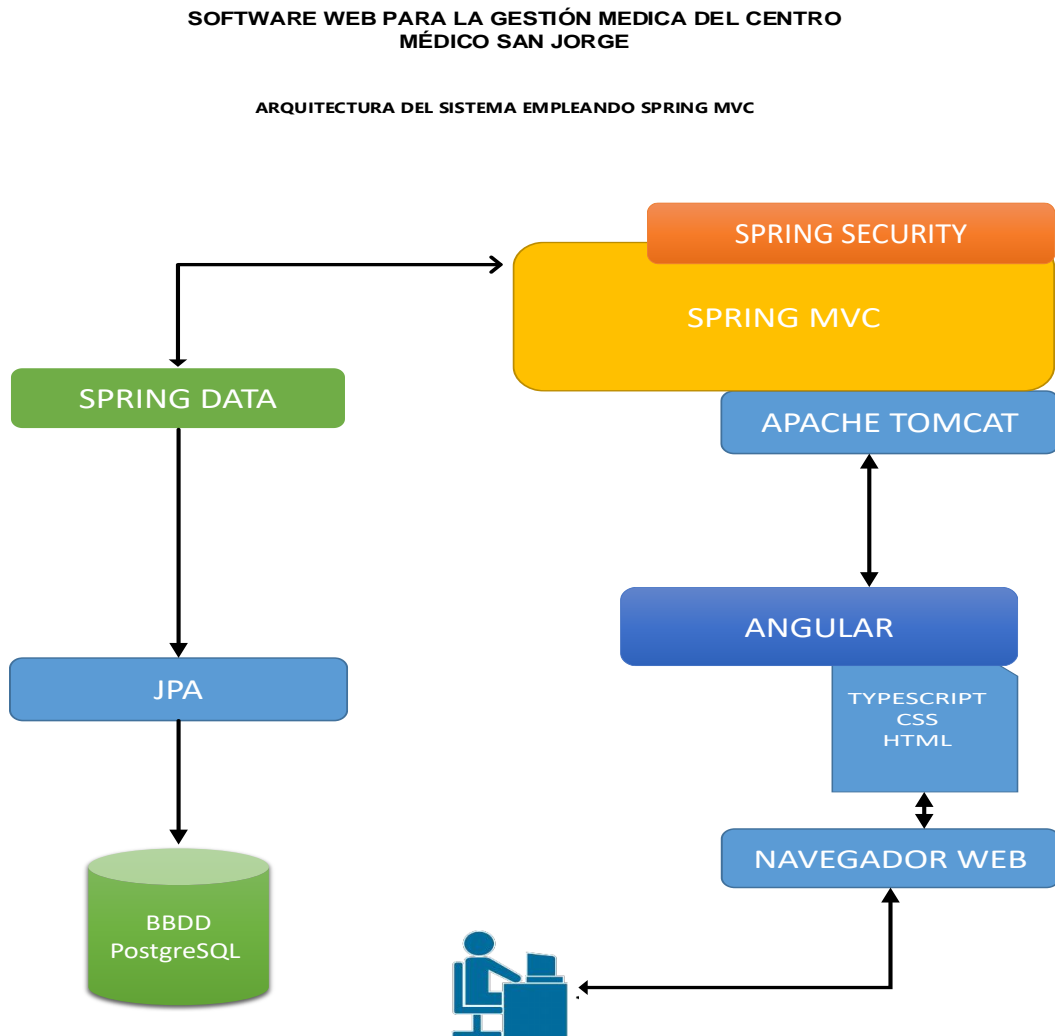 SOFTWARE WEB PARA LA GESTIÓN MEDICA DEL CENTRO
MÉDICO SAN JORGE
ARQUITECTURA DEL SISTEMA EMPLEANDO SPRING MVC
SPRING SECURITY
SPRING MVC
SPRING DATA
APACHE TOMCAT
ANGULAR
JPA
TYPESCRIPT
CSS
HTML
NAVEGADOR WEB
BBDD
PostgreSQL